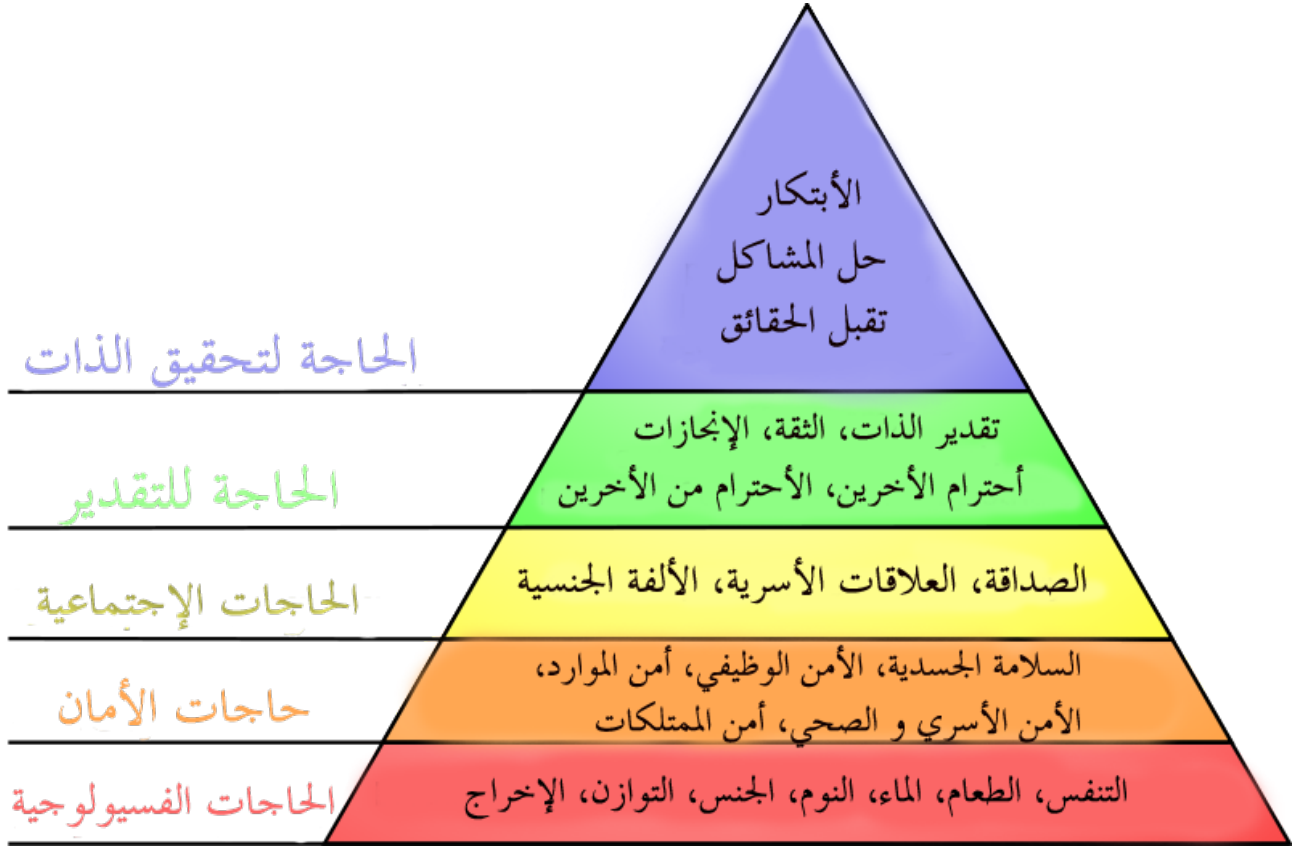 الأبتكار
حل المشاكل
تقبل الحقائق
الحاجة لتحقيق الذات
تقدير الذات، الثقة، الإنجازات
أحترام الأخرين، الأحترام من الأخرين
الحاجة للتقدير
الصداقة، العلاقات الأسرية، الألفة الجنسية
الحاجات الإجتماعية
السلامة الجسدية، الأمن الوظيفي، أمن الموارد،
الأمن الأسري و الصحي، أمن الممتلكات
حاجات الأمان
التنفس، الطعام، الماء، النوم، الجنس، التوازن، الإخراج
الحاجات الفسيولوجية